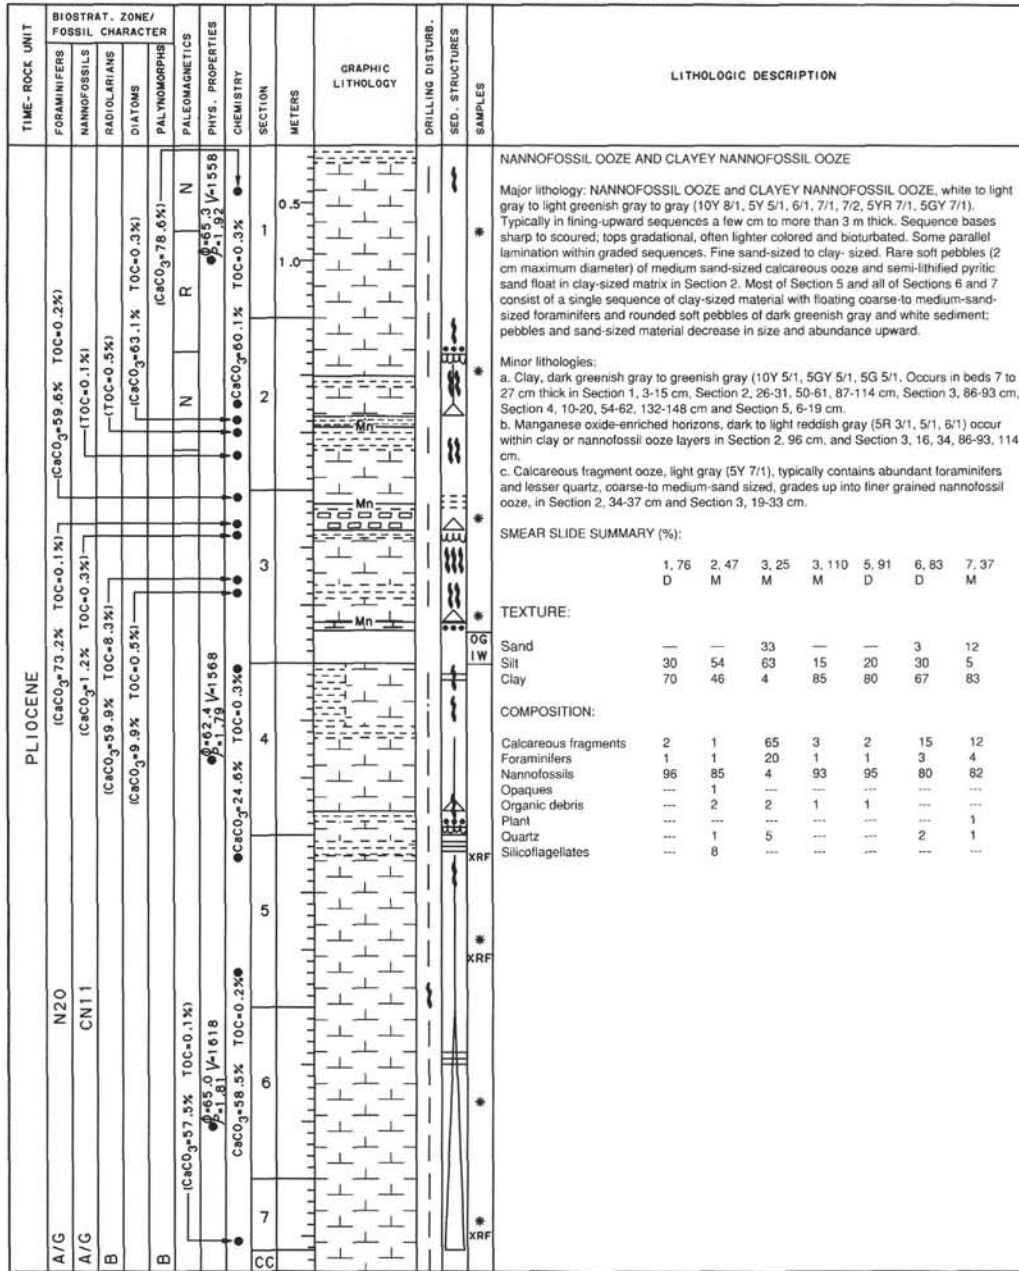 TIME-ROCK UNIT
BIOSTRAT. ZONE/
FOSSIL CHARACTER
FORAMINIFERS
NANNOFOSSILS
RADIOLARIANS
DIATOMS
PALYNOMORPHS
PALEOMAGNETICS
PHYS. PROPERTIES
CHEMISTRY
SECTION
METERS
GRAPHIC
LITHOLOGY
DRILLING DISTURB.
SED. STRUCTURES
SAMPLES
LITHOLOGIC DESCRIPTION
PLIOCENE
N20
CN11
A/G
A/G
B
B
(CaCO3=59.6% TOC=0.2%)
(TOC=0.1%)
(TOC=0.5%)
(CaCO3=63.1% TOC=0.3%)
(CaCO3=78.6%)
(CaCO3=73.2% TOC=0.1%)
(CaCO3=1.2% TOC=0.3%)
(CaCO3=59.9% TOC=8.3%)
(CaCO3=9.9% TOC=0.5%)
(CaCO3=57.5% TOC=0.1%)
N
R
N
Ø=65.3 V=1558
P=1.92
Ø=62.4 V=1568
P=1.79
Ø=65.0 V=1618
P=1.81
CaCO3=60.1% TOC=0.3%
CaCO3=24.6% TOC=0.3%
CaCO3=58.5% TOC=0.2%
1
2
3
4
5
6
7
CC
0.5
1.0
Mn
Mn
Mn
*
*
*
*
OG
IW
XRF
*
XRF
*
*
XRF
NANNOFOSSIL OOZE AND CLAYEY NANNOFOSSIL OOZE
Major lithology: NANNOFOSSIL OOZE and CLAYEY NANNOFOSSIL OOZE, white to light
gray to light greenish gray to gray (10Y 8/1, 5Y 5/1, 6/1, 7/1, 7/2, 5YR 7/1, 5GY 7/1).
Typically in fining-upward sequences a few cm to more than 3 m thick. Sequence bases
sharp to scoured; tops gradational, often lighter colored and bioturbated. Some parallel
lamination within graded sequences. Fine sand-sized to clay- sized. Rare soft pebbles (2
cm maximum diameter) of medium sand-sized calcareous ooze and semi-lithified pyritic
sand float in clay-sized matrix in Section 2. Most of Section 5 and all of Sections 6 and 7
consist of a single sequence of clay-sized material with floating coarse-to medium-sand-
sized foraminifers and rounded soft pebbles of dark greenish gray and white sediment;
pebbles and sand-sized material decrease in size and abundance upward.
Minor lithologies:
a. Clay, dark greenish gray to greenish gray (10Y 5/1, 5GY 5/1, 5G 5/1. Occurs in beds 7 to
27 cm thick in Section 1, 3-15 cm, Section 2, 26-31, 50-61, 87-114 cm, Section 3, 86-93 cm,
Section 4, 10-20, 54-62, 132-148 cm and Section 5, 6-19 cm.
b. Manganese oxide-enriched horizons, dark to light reddish gray (5R 3/1, 5/1, 6/1) occur
within clay or nannofossil ooze layers in Section 2, 96 cm, and Section 3, 16, 34, 86-93, 114
cm.
c. Calcareous fragment ooze, light gray (5Y 7/1), typically contains abundant foraminifers
and lesser quartz, coarse-to medium-sand sized, grades up into finer grained nannofossil
ooze, in Section 2, 34-37 cm and Section 3, 19-33 cm.
SMEAR SLIDE SUMMARY (%):
1, 76 2, 47 3, 25 3, 110 5, 91 6, 83 7, 37
D M M M D D M
TEXTURE:
Sand — — 33 — — 3 12
Silt 30 54 63 15 20 30 5
Clay 70 46 4 85 80 67 83
COMPOSITION:
Calcareous fragments 2 1 65 3 2 15 12
Foraminifers 1 1 20 1 1 3 4
Nannofossils 96 85 4 93 95 80 82
Opaques --- 1 --- --- --- --- ---
Organic debris --- 2 2 1 1 --- ---
Plant --- --- --- --- --- --- 1
Quartz --- 1 5 --- --- 2 1
Silicoflagellates --- 8 --- --- --- --- ---